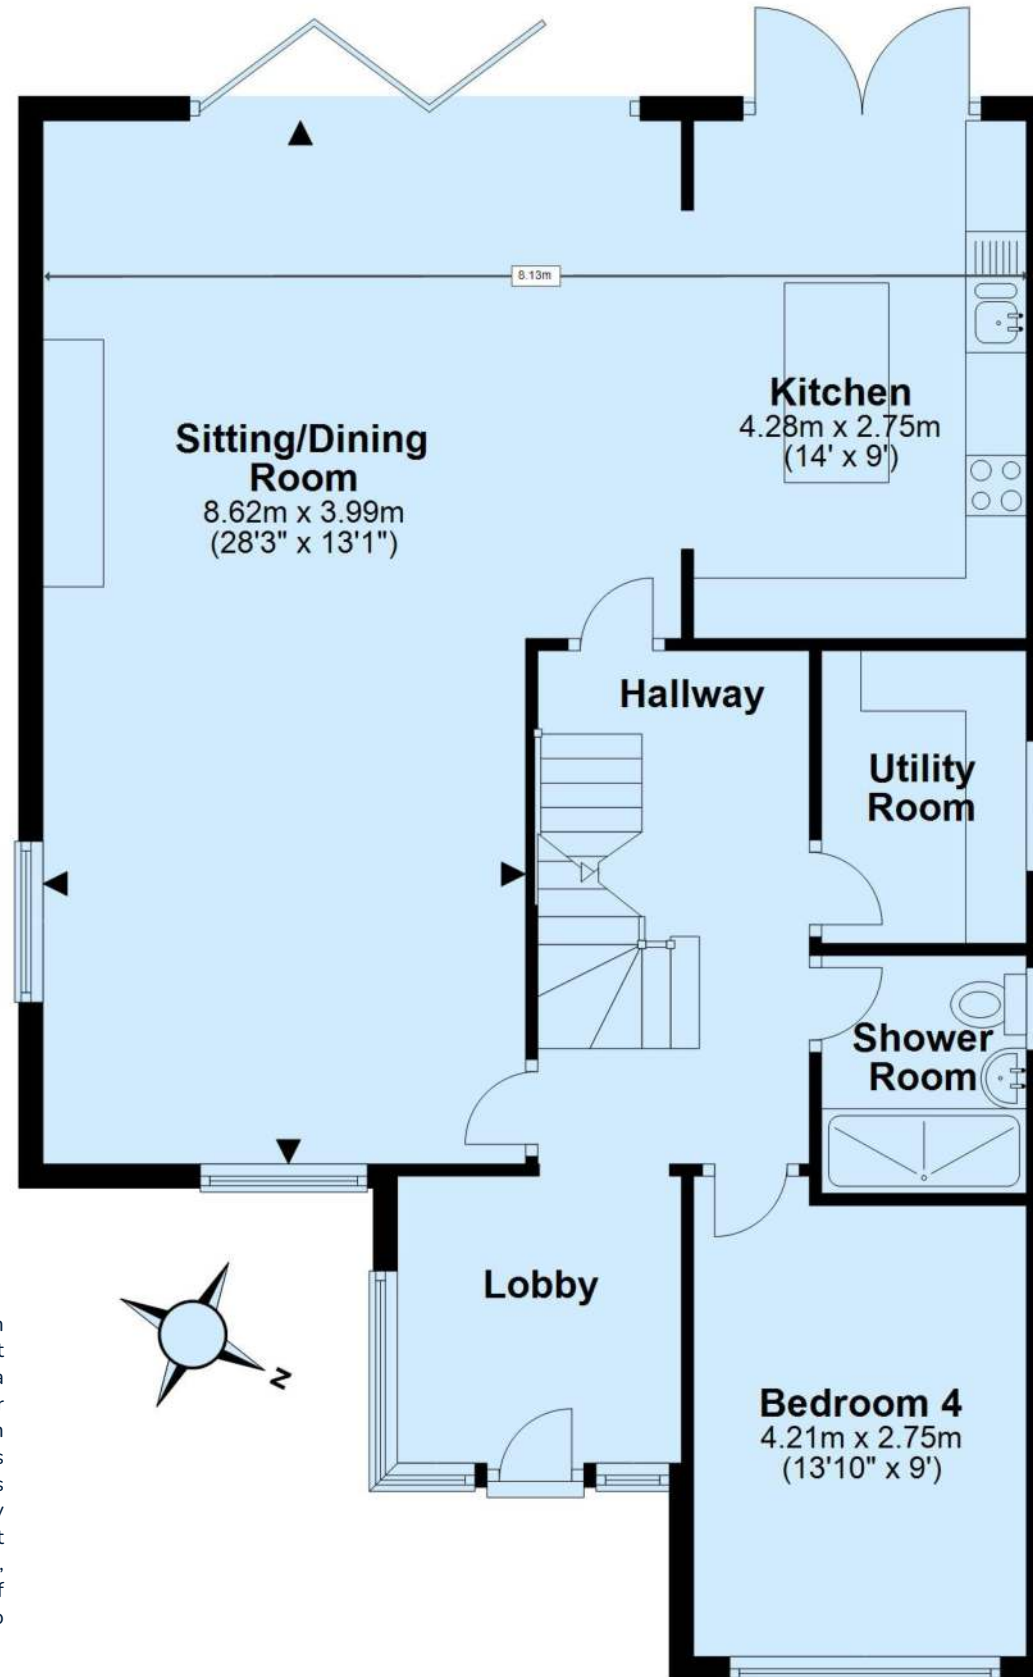 8.13m
Kitchen
4.28m x 2.75m
(14' x 9')
Sitting/Dining
Room
8.62m x 3.99m
(28'3" x 13'1")
Hallway
Utility
Room
Shower
Room
Lobby
N
Bedroom 4
4.21m x 2.75m
(13'10" x 9')